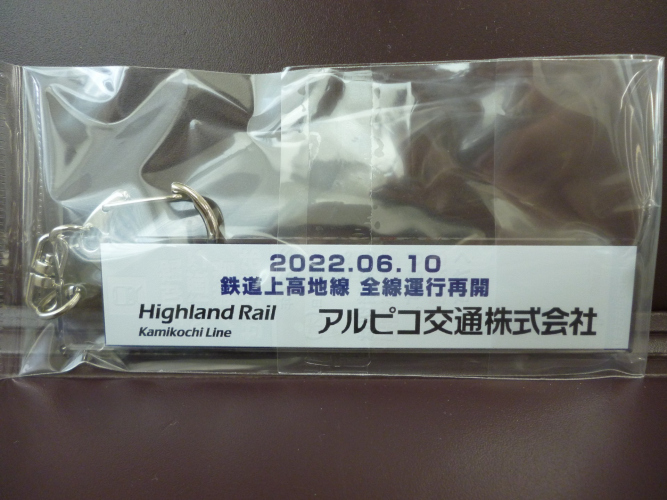 2022.06.10
鉄道上高地線 全線運行再開
Highland Rail アルピコ交通株式会社
Kamikochi Line